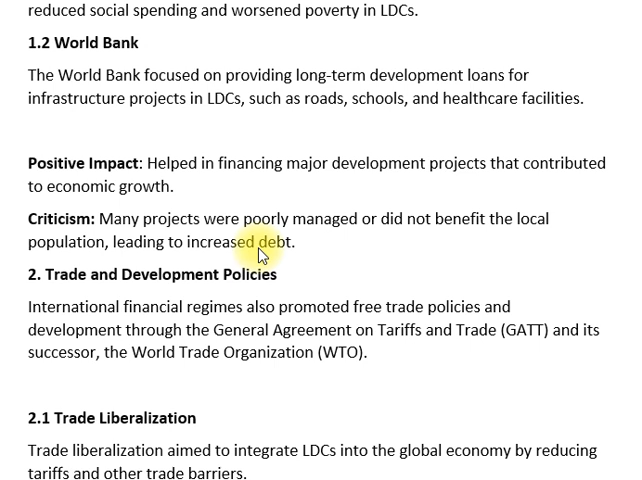 reduced social spending and worsened poverty in LDCs.
1.2 World Bank
The World Bank focused on providing long-term development loans for
infrastructure projects in LDCs, such as roads, schools, and healthcare facilities.
Positive Impact: Helped in financing major development projects that contributed
to economic growth.
Criticism: Many projects were poorly managed or did not benefit the local
population, leading to increased debt.
2. Trade and Development Policies
International financial regimes also promoted free trade policies and
development through the General Agreement on Tariffs and Trade (GATT) and its
successor, the World Trade Organization (WTO).
2.1 Trade Liberalization
Trade liberalization aimed to integrate LDCs into the global economy by reducing
tariffs and other trade barriers.